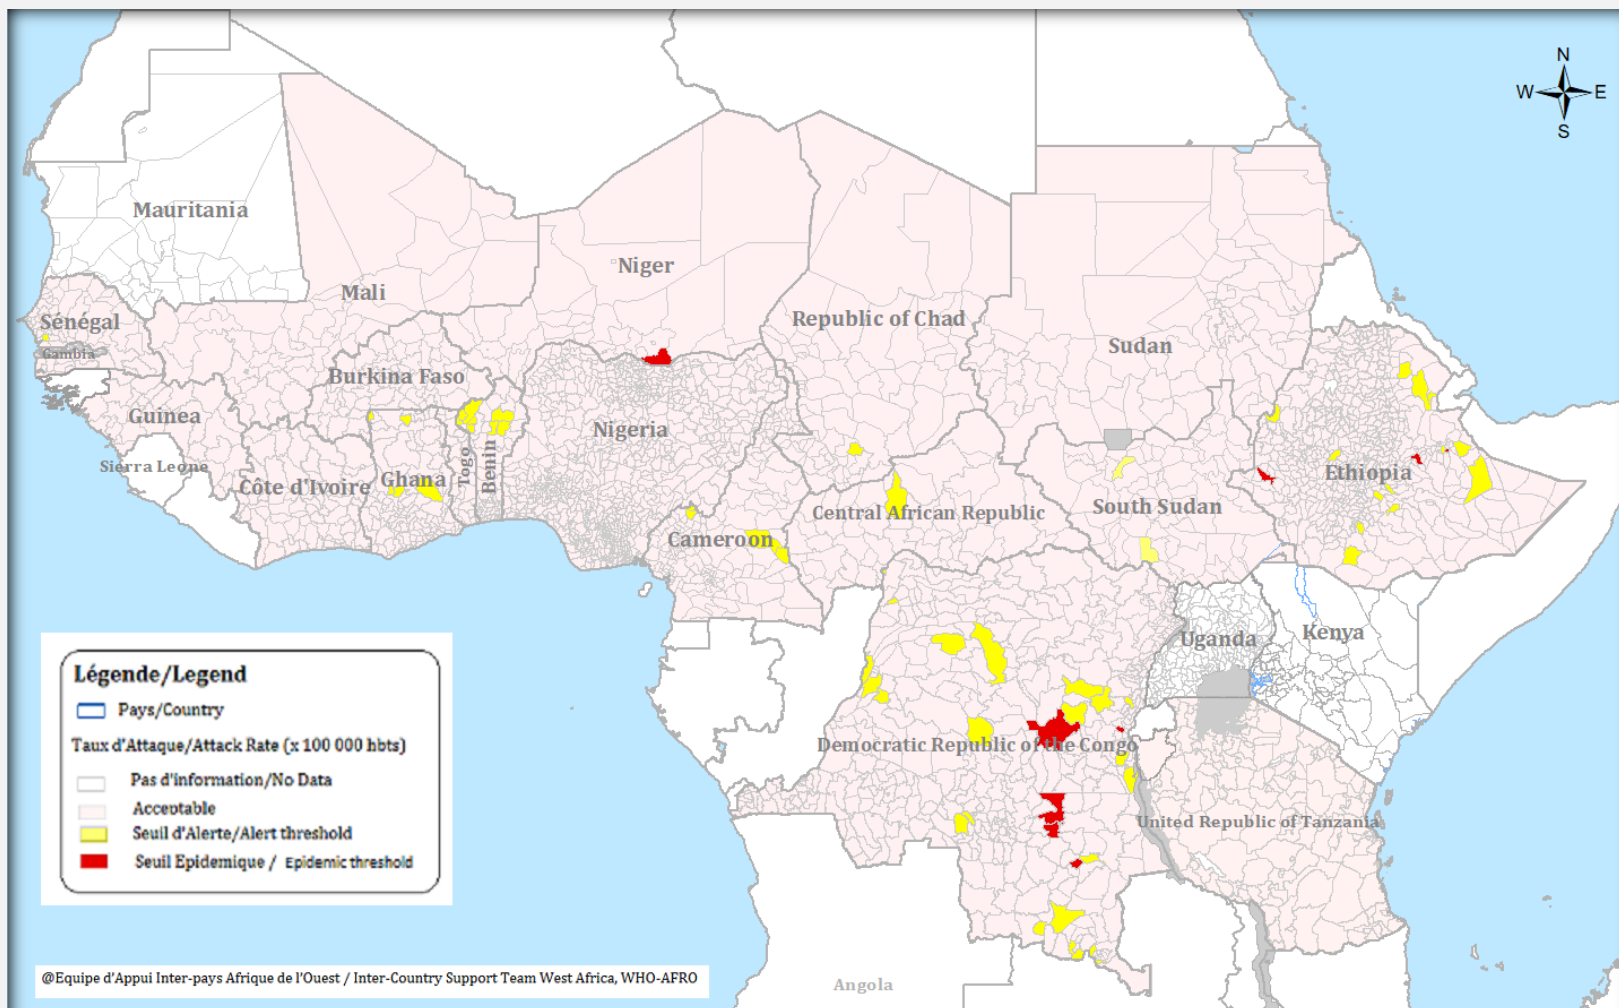 N
W E
S
Mauritania
Niger
Mali
Republic of Chad
Sénégal
Sudan
Gambia
Burkina Faso
Guinea
Nigeria
Togo
Benin
Sierra Leone
Côte d'Ivoire
Ghana
Ethiopia
South Sudan
Central African Republic
Cameroon
Uganda
Kenya
Democratic Republic of the Congo
United Republic of Tanzania
Angola
Légende/Legend
Pays/Country
Taux d'Attaque/Attack Rate (x 100 000 hbts)
Pas d'information/No Data
Acceptable
Seuil d'Alerte/Alert threshold
Seuil Epidemique / Epidemic threshold
@Equipe d'Appui Inter-pays Afrique de l'Ouest / Inter-Country Support Team West Africa, WHO-AFRO